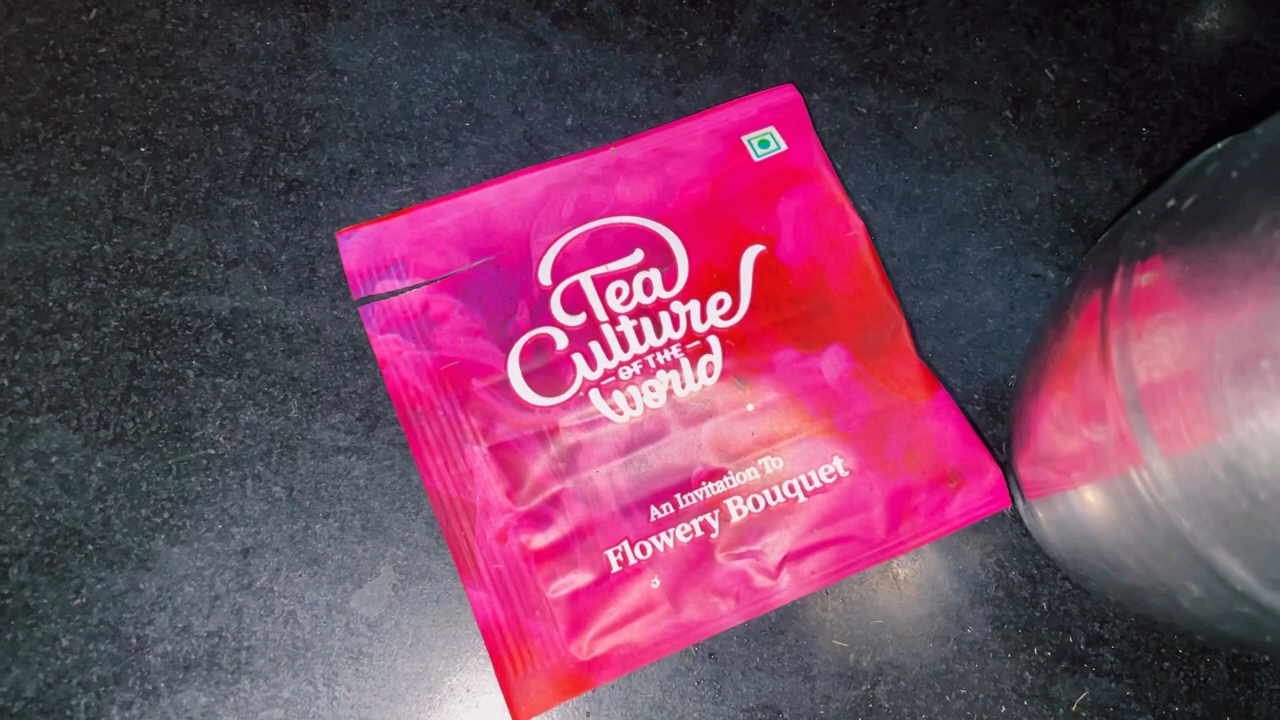 Tea
Culture
OF THE
World
An Invitation To
Flowery Bouquet